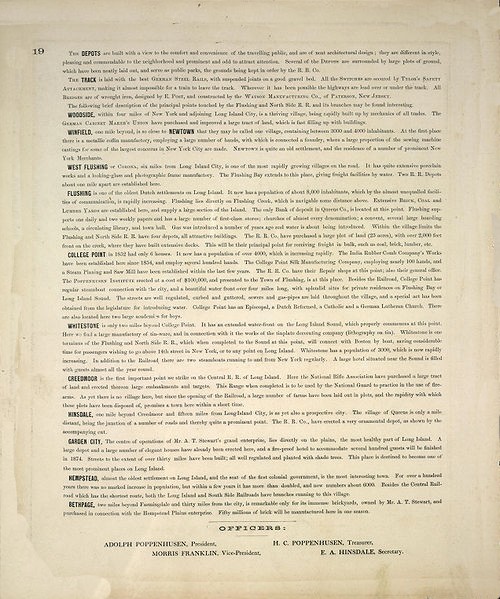 19
THE DEPOTS are built with a view to the comfort and convenience of the travelling public, and are of neat architectural design; they are different in style,
pleasing and commendable to the neighborhood and prominent and add to attract attention. Several of the DEPOTS are surrounded by large plots of ground,
which have been neatly laid out, and serve as public parks, the grounds being kept in order by the R. R. Co.
THE TRACK is laid with the best GERMAN STEEL RAILS, with suspended joints on a good gravel bed. All the SWITCHES are secured by TYLOR'S SAFETY
ATTACHMENT, making it almost impossible for a train to leave the track. Wherever it has been possible the highways are lead over or under the track. All
BRIDGES are of wrought iron, designed by R. Post, and constructed by the WATSON MANUFACTURING CO., of PATERSON, NEW JERSEY.
The following brief description of the principal points touched by the Flushing and North Side R. R. and its branches may be found interesting.
WOODSIDE, within four miles of New York and adjoining Long Island City, is a thriving village, being rapidly built up by mechanics of all trades. The
GERMAN CABINET MAKER'S UNION have purchased and improved a large tract of land, which is fast filling up with buildings.
WINFIELD, one mile beyond, is so close to NEWTOWN that they may be called one village, containing between 3000 and 4000 inhabitants. At the first place
there is a metallic coffin manufactory, employing a large number of hands, with which is connected a foundry, where a large proportion of the sewing machine
castings for some of the largest concerns in New York City are made. Newtown is quite an old settlement, and the residence of a number of prominent New
York Merchants.
WEST FLUSHING or CORONA, six miles from Long Island City, is one of the most rapidly growing villages on the road. It has quite extensive porcelain
works and a looking-glass and photographic frame manufactory. The Flushing Bay extends to this place, giving freight facilities by water. Two R. R. Depots
about one mile apart are established here.
FLUSHING is one of the oldest Dutch settlements on Long Island. It now has a population of about 8,000 inhabitants, which by the almost unequalled facili-
ties of communication, is rapidly increasing. Flushing lies directly on Flushing Creek, which is navigable some distance above. Extensive BRICK, COAL and
LUMBER YARDS are established here, and supply a large section of the Island. The only Bank of deposit in Queens Co., is located at this point. Flushing sup-
ports one daily and two weekly papers and has a large number of first-class stores; churches of almost every denomination; a convent, several large boarding
schools, a circulating library, and town hall. Gas was introduced a number of years ago and water is about being introduced. Within the village limits the
Flushing and North Side R. R. have four depots, all attractive buildings. The R. R. Co. have purchased a large plot of land (25 acres), with over 2,000 feet
front on the creek, where they have built extensive docks. This will be their principal point for receiving freight in bulk, such as coal, brick, lumber, etc.
COLLEGE POINT in 1852 had only 6 houses. It now has a population of over 4000, which is increasing rapidly. The India Rubber Comb Company's Works
have been established here since 1854, and employ several hundred hands. The College Point Silk Manufacturing Company, employing nearly 100 hands, and
a Steam Planing and Saw Mill have been established within the last few years. The R. R. Co. have their Repair shops at this point; also their general office.
The POPPENHUSEN INSTITUTE erected at a cost of $100,000, and presented to the Town of Flushing, is at this place. Besides the Railroad, College Point has
regular steamboat connection with the city, and a beautiful water front over four miles long, with splendid sites for private residences on Flushing Bay or
Long Island Sound. The streets are well regulated, curbed and guttered, sewers and gas-pipes are laid throughout the village, and a special act has been
obtained from the legislature for introducing water. College Point has an Episcopal, a Dutch Reformed, a Catholic and a German Lutheran Church. There
are also located here two large academies for boys.
WHITESTONE is only two miles beyond College Point. It has an extended water-front on the Long Island Sound, which properly commences at this point.
Here we find a large manufactory of tin-ware, and in connection with it the works of the tinplate decorating company (lithography on tin). Whitestone is one
terminus of the Flushing and North Side R. R., which when completed to the Sound at this point, will connect with Boston by boat, saving considerable
time for passengers wishing to go above 14th street in New York, or to any point on Long Island. Whitestone has a population of 3000, which is now rapidly
increasing. In addition to the Railroad there are two steamboats running to and from New York regularly. A large hotel situated near the Sound is filled
with guests almost all the year round.
CREEDMOOR is the first important point we strike on the Central R. R. of Long Island. Here the National Rifle Association have purchased a large tract
of land and erected thereon large embankments and targets. This Range when completed is to be used by the National Guard to practice in the use of fire-
arms. As yet there is no village here, but since the opening of the Railroad, a large number of farms have been laid out in plots, and the rapidity with which
these plots have been disposed of, promises a town here within a short time.
HINSDALE, one mile beyond Creedmoor and fifteen miles from Long Island City, is as yet also a prospective city. The village of Queens is only a mile
distant, being the junction of a number of roads and thereby quite a prominent point. The R. R. Co., have erected a very ornamental depot, as shown by the
accompanying cut.
GARDEN CITY, The centre of operations of Mr. A. T. Stewart's grand enterprise, lies directly on the plains, the most healthy part of Long Island. A
large depot and a large number of elegant houses have already been erected here, and a fire-proof hotel to accommodate several hundred guests will be finished
in 1874. Streets to the extent of over thirty miles have been built; all well regulated and planted with shade trees. This place is destined to become one of
the most prominent places on Long Island.
HEMPSTEAD, almost the oldest settlement on Long Island, and the seat of the first colonial government, is the most interesting town. For over a hundred
years there was no marked increase in population, but within a few years it has more than doubled, and now numbers about 6000. Besides the Central Rail-
road which has the shortest route, both the Long Island and South Side Railroads have branches running to this village.
BETHPAGE, two miles beyond Farmingdale and thirty miles from the city, is remarkable only for its immense brickyards, owned by Mr. A. T. Stewart, and
purchased in connection with the Hempstead Plains enterprise. Fifty millions of brick will be manufactured here in one season.
OFFICERS:
ADOLPH POPPENHUSEN, President,
H. C. POPPENHUSEN, Treasurer,
MORRIS FRANKLIN, Vice-President,
E. A. HINSDALE, Secretary.